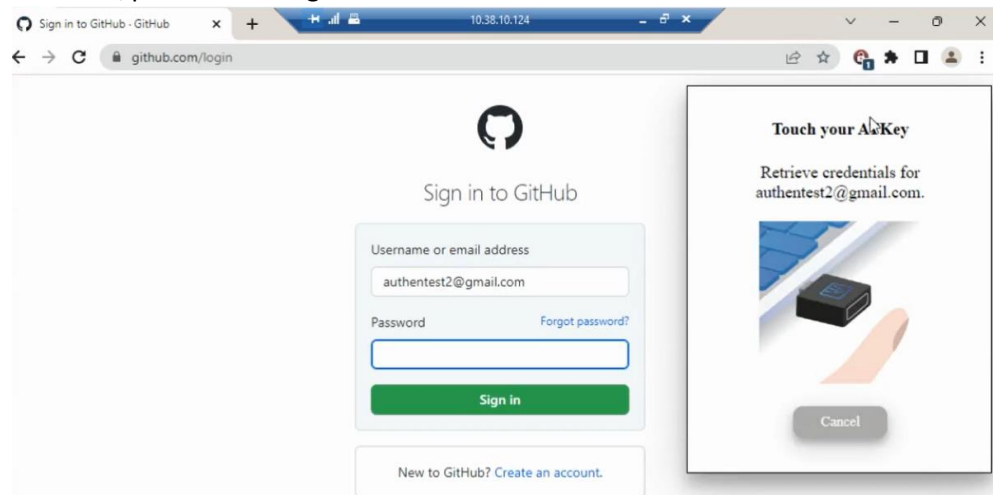 Sign in to GitHub · GitHub
10.38.10.124
github.com/login
1
Sign in to GitHub
Username or email address
authentest2@gmail.com
Password Forgot password?
Sign in
New to GitHub? Create an account.
Touch your Key
Retrieve credentials for
authentest2@gmail.com.
Cancel